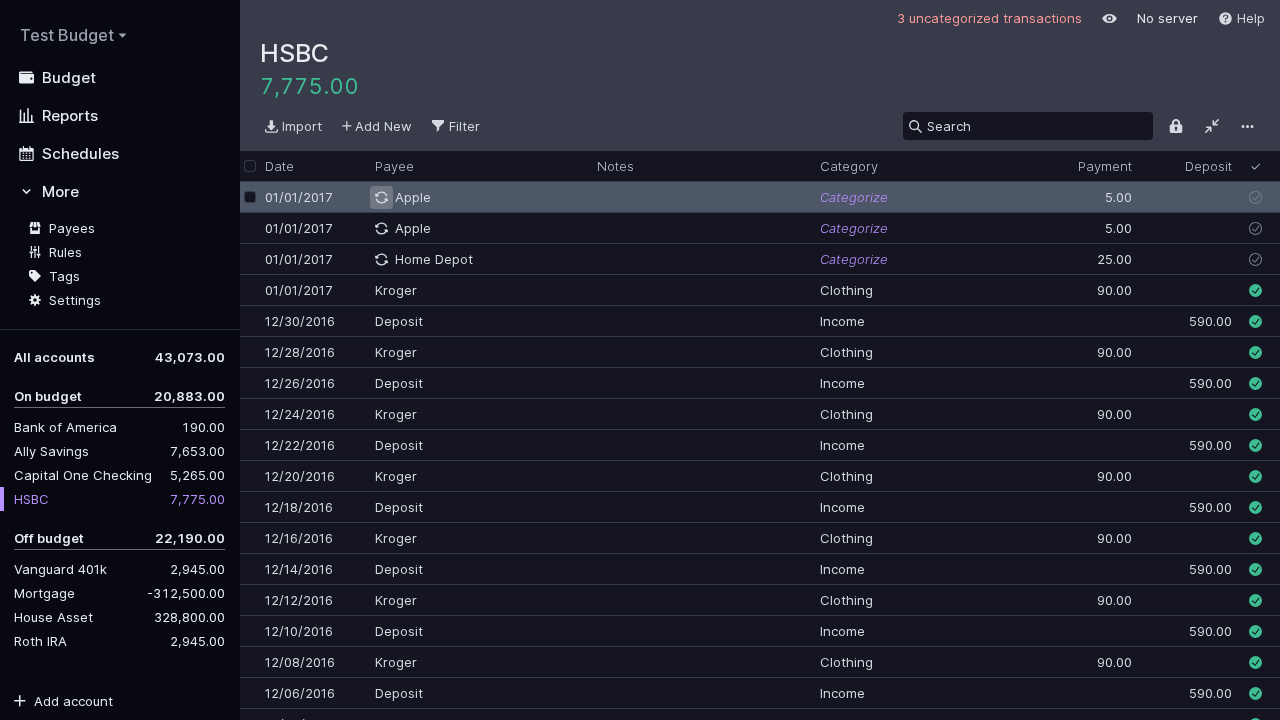 Test Budget
Budget
Reports
Schedules
More
Payees
Rules
Tags
Settings
All accounts 43,073.00
On budget 20,883.00
Bank of America 190.00
Ally Savings 7,653.00
Capital One Checking 5,265.00
HSBC 7,775.00
Off budget 22,190.00
Vanguard 401k 2,945.00
Mortgage -312,500.00
House Asset 328,800.00
Roth IRA 2,945.00
Add account
3 uncategorized transactions No server Help
HSBC
7,775.00
Import Add New Filter Search
Date Payee Notes Category Payment Deposit
01/01/2017 Apple Categorize 5.00
01/01/2017 Apple Categorize 5.00
01/01/2017 Home Depot Categorize 25.00
01/01/2017 Kroger Clothing 90.00
12/30/2016 Deposit Income 590.00
12/28/2016 Kroger Clothing 90.00
12/26/2016 Deposit Income 590.00
12/24/2016 Kroger Clothing 90.00
12/22/2016 Deposit Income 590.00
12/20/2016 Kroger Clothing 90.00
12/18/2016 Deposit Income 590.00
12/16/2016 Kroger Clothing 90.00
12/14/2016 Deposit Income 590.00
12/12/2016 Kroger Clothing 90.00
12/10/2016 Deposit Income 590.00
12/08/2016 Kroger Clothing 90.00
12/06/2016 Deposit Income 590.00